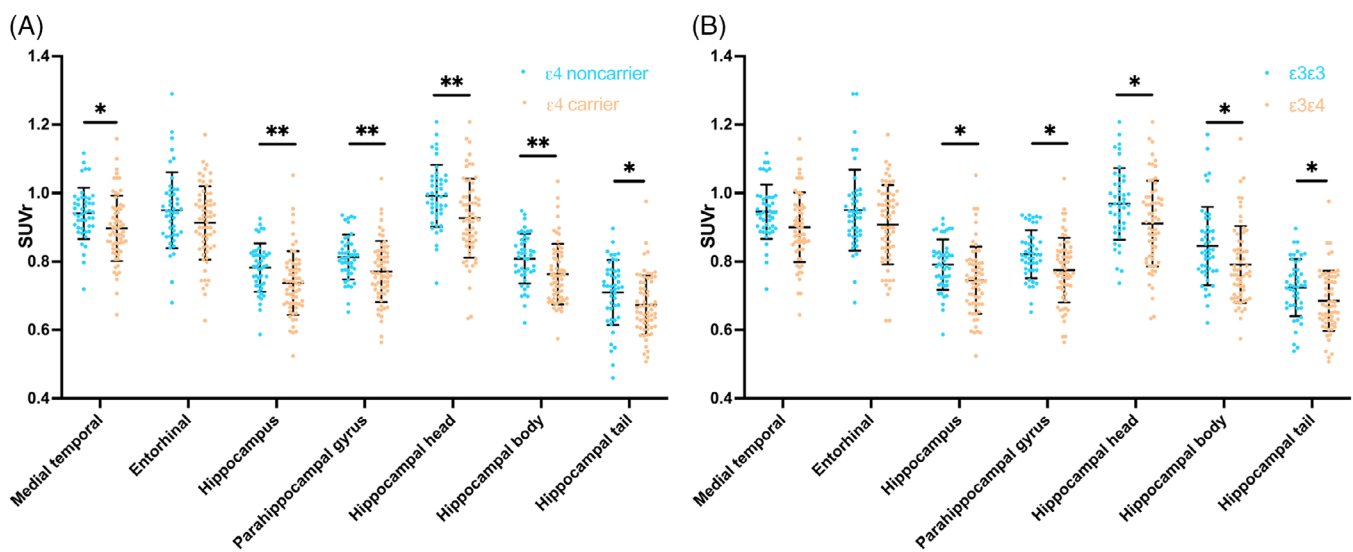 (A)
1.4
1.2
1.0
0.8
0.6
0.4
SUVr
ε4 noncarrier
ε4 carrier
*
**
**
**
**
*
Medial temporal
Entorhinal
Hippocampus
Parahippocampal gyrus
Hippocampal head
Hippocampal body
Hippocampal tail
(B)
1.4
1.2
1.0
0.8
0.6
0.4
SUVr
ε3ε3
ε3ε4
*
*
*
*
*
Medial temporal
Entorhinal
Hippocampus
Parahippocampal gyrus
Hippocampal head
Hippocampal body
Hippocampal tail